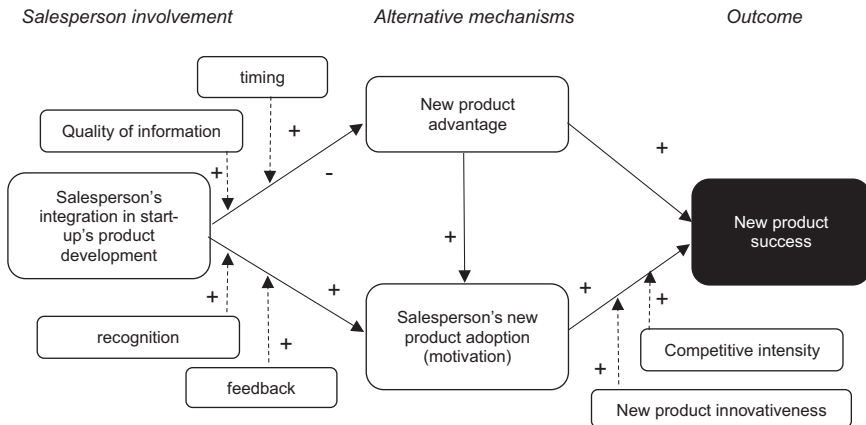 Salesperson involvement
Alternative mechanisms
Outcome
timing
Quality of information
+
+
-
New product
advantage
+
Salesperson's
integration in start-
up's product
development
+
New product
success
+
+
+
recognition
+
feedback
Salesperson's new
product adoption
(motivation)
+
+
Competitive intensity
+
New product innovativeness